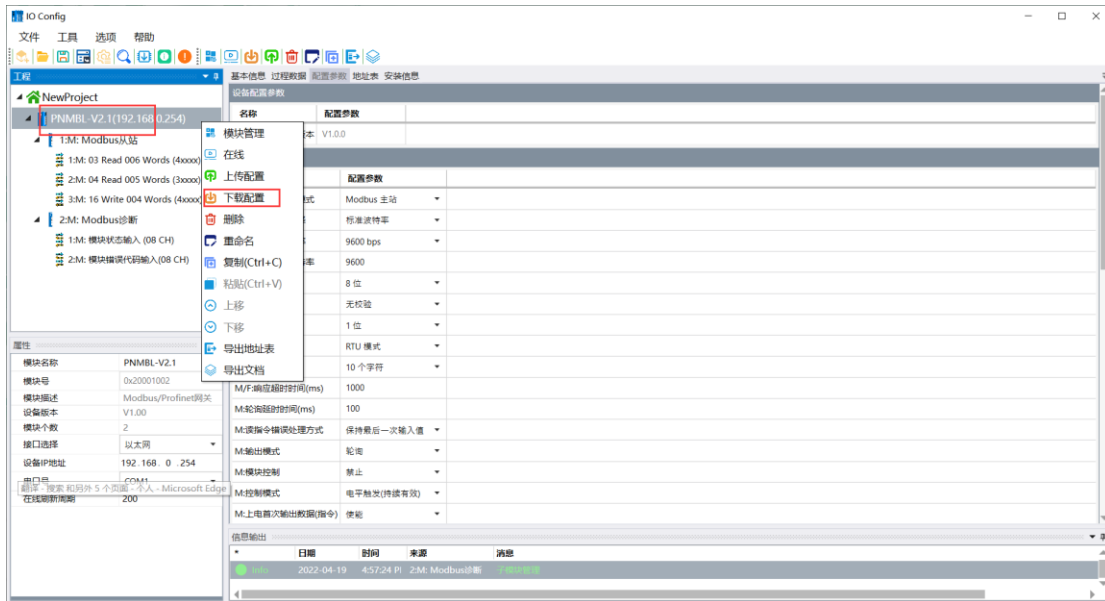 IO Config
文件 工具 选项 帮助
工程
NewProject
PNMBL-V2.1(192.168.0.254)
1:M: Modbus从站
1:M: 03 Read 006 Words (4xxxx)
2:M: 04 Read 005 Words (3xxxx)
3:M: 16 Write 004 Words (4xxxx)
2:M: Modbus诊断
1:M: 模块状态输入 (08 CH)
2:M: 模块错误代码输入(08 CH)
模块管理
在线
上传配置
下载配置
删除
重命名
复制(Ctrl+C)
粘贴(Ctrl+V)
上移
下移
导出地址表
导出文档
属性
模块名称 PNMBL-V2.1
模块号 0x20001002
模块描述 Modbus/Profinet网关
设备版本 V1.00
模块个数 2
接口选择 以太网
设备IP地址 192.168. 0 .254
串口号 COM1
翻译 - 搜索 和另外 5 个页面 - 个人 - Microsoft Edge
在线刷新周期 200
基本信息 过程数据 配置参数 地址表 安装信息
设备配置参数
名称 配置参数
本 V1.0.0
配置参数
式 Modbus 主站
标准波特率
9600 bps
率 9600
8 位
无校验
1 位
RTU 模式
10 个字符
M/F:响应超时时间(ms) 1000
M:轮询延时时间(ms) 100
M:读指令错误处理方式 保持最后一次输入值
M:输出模式 轮询
M:模块控制 禁止
M:控制模式 电平触发(持续有效)
M:上电首次输出数据(指令) 使能
信息输出
* 日期 时间 来源 消息
Info 2022-04-19 4:57:24 PI 2:M: Modbus诊断 子模块管理